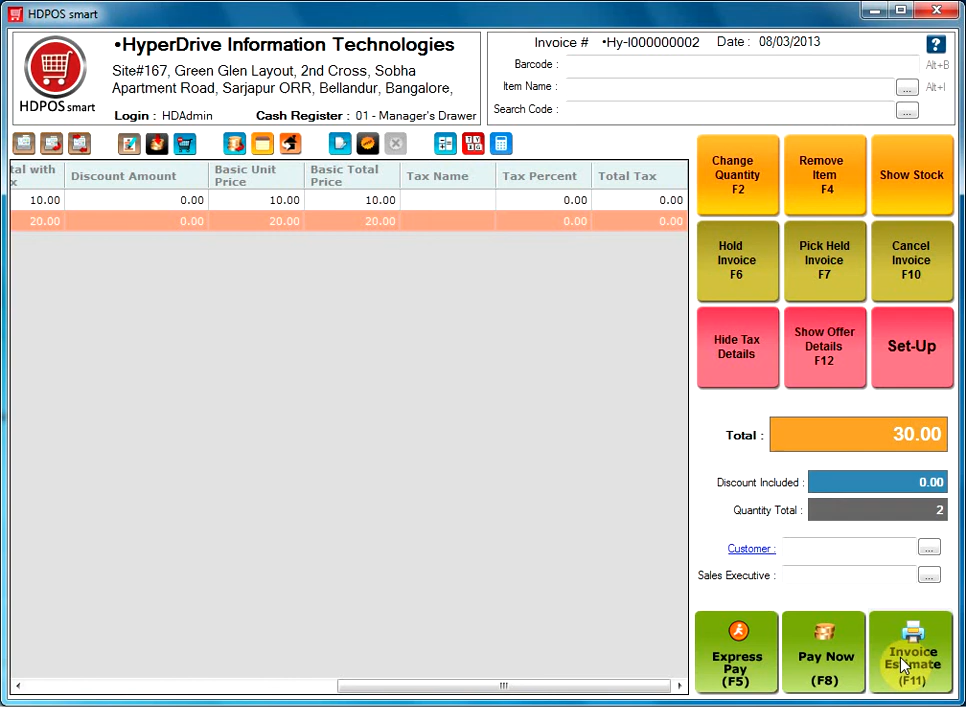 HDPOS smart
•HyperDrive Information Technologies
Site#167, Green Glen Layout, 2nd Cross, Sobha
Apartment Road, Sarjapur ORR, Bellandur, Bangalore,
HDPOS smart
Login : HDAdmin Cash Register : 01 - Manager's Drawer
Invoice # •Hy-I000000002 Date : 08/03/2013
?
Barcode : Alt+B
Item Name : ... Alt+I
Search Code : ...
tal with
x
Discount Amount
Basic Unit
Price
Basic Total
Price
Tax Name
Tax Percent
Total Tax
10.00 0.00 10.00 10.00 0.00 0.00
20.00 0.00 20.00 20.00 0.00 0.00
Change
Quantity
F2
Remove
Item
F4
Show Stock
Hold
Invoice
F6
Pick Held
Invoice
F7
Cancel
Invoice
F10
Hide Tax
Details
Show Offer
Details
F12
Set-Up
Total : 30.00
Discount Included : 0.00
Quantity Total : 2
Customer : ...
Sales Executive : ...
Express
Pay
(F5)
Pay Now
(F8)
Invoice
Estimate
(F11)